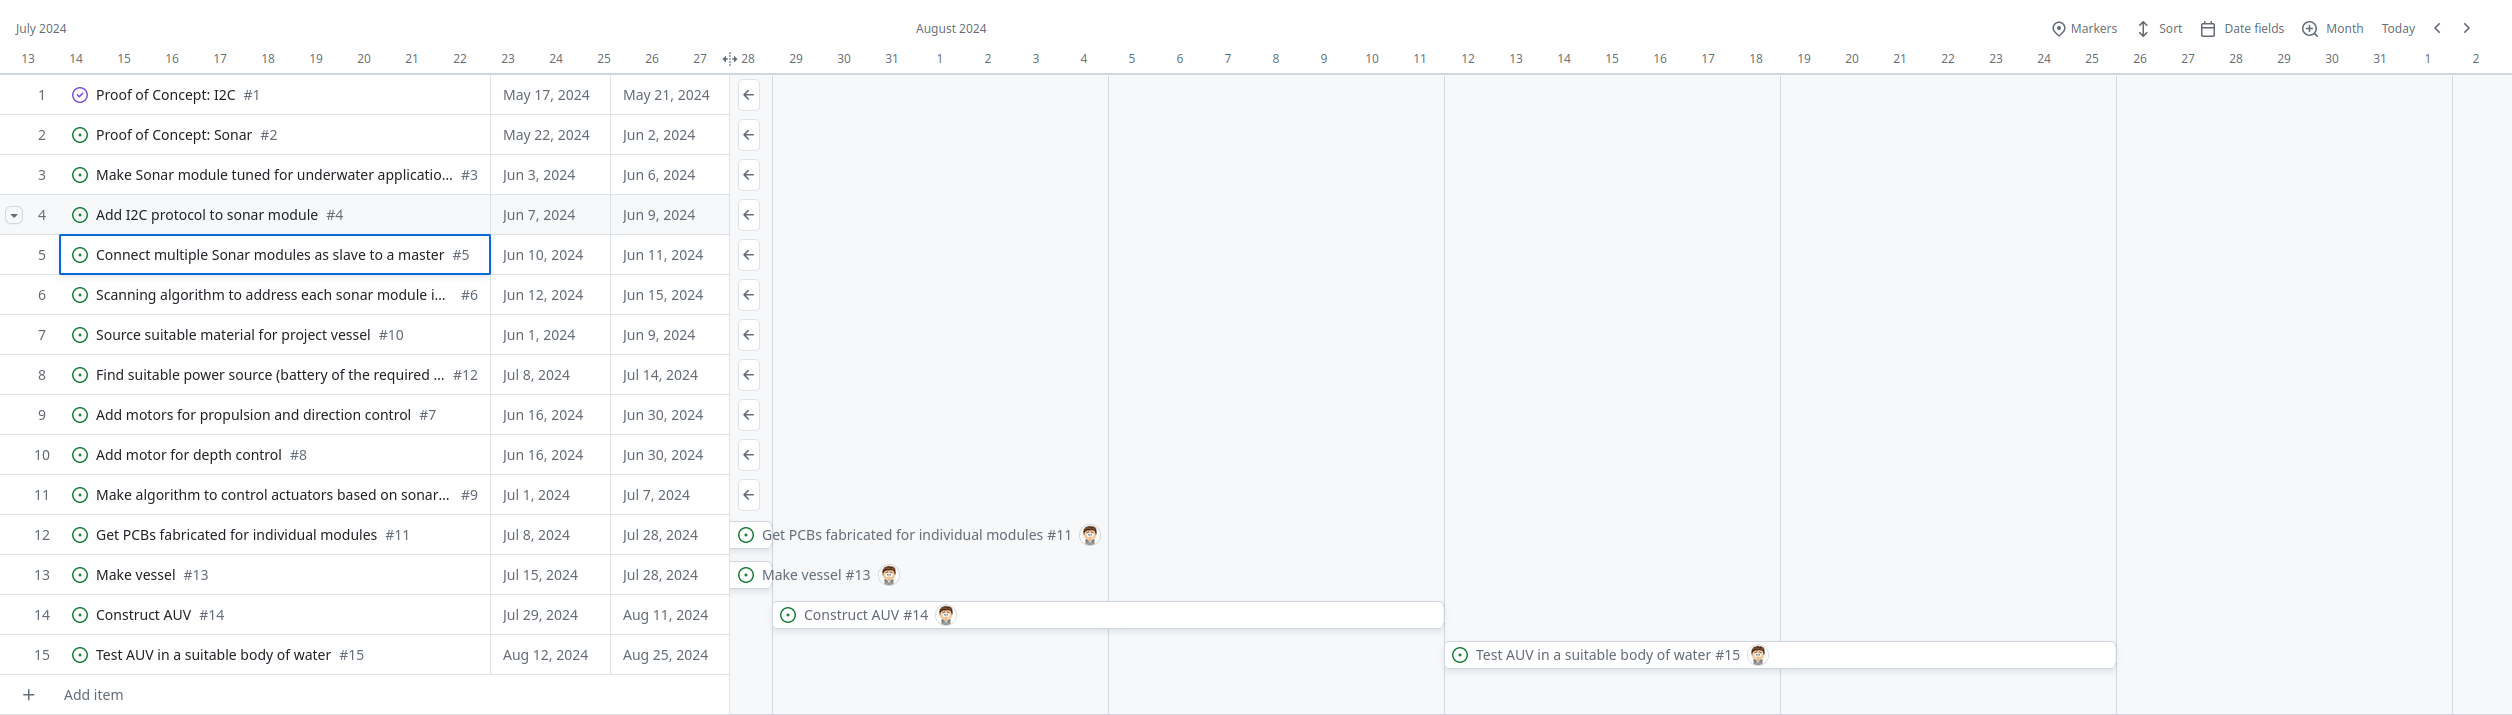 July 2024 August 2024 Markers Sort Date fields Month Today
13 14 15 16 17 18 19 20 21 22 23 24 25 26 27 28 29 30 31 1 2 3 4 5 6 7 8 9 10 11 12 13 14 15 16 17 18 19 20 21 22 23 24 25 26 27 28 29 30 31 1 2
1 Proof of Concept: I2C #1 May 17, 2024 May 21, 2024
2 Proof of Concept: Sonar #2 May 22, 2024 Jun 2, 2024
3 Make Sonar module tuned for underwater applicatio... #3 Jun 3, 2024 Jun 6, 2024
4 Add I2C protocol to sonar module #4 Jun 7, 2024 Jun 9, 2024
5 Connect multiple Sonar modules as slave to a master #5 Jun 10, 2024 Jun 11, 2024
6 Scanning algorithm to address each sonar module i... #6 Jun 12, 2024 Jun 15, 2024
7 Source suitable material for project vessel #10 Jun 1, 2024 Jun 9, 2024
8 Find suitable power source (battery of the required ... #12 Jul 8, 2024 Jul 14, 2024
9 Add motors for propulsion and direction control #7 Jun 16, 2024 Jun 30, 2024
10 Add motor for depth control #8 Jun 16, 2024 Jun 30, 2024
11 Make algorithm to control actuators based on sonar... #9 Jul 1, 2024 Jul 7, 2024
12 Get PCBs fabricated for individual modules #11 Jul 8, 2024 Jul 28, 2024 Get PCBs fabricated for individual modules #11
13 Make vessel #13 Jul 15, 2024 Jul 28, 2024 Make vessel #13
14 Construct AUV #14 Jul 29, 2024 Aug 11, 2024 Construct AUV #14
15 Test AUV in a suitable body of water #15 Aug 12, 2024 Aug 25, 2024 Test AUV in a suitable body of water #15
Add item